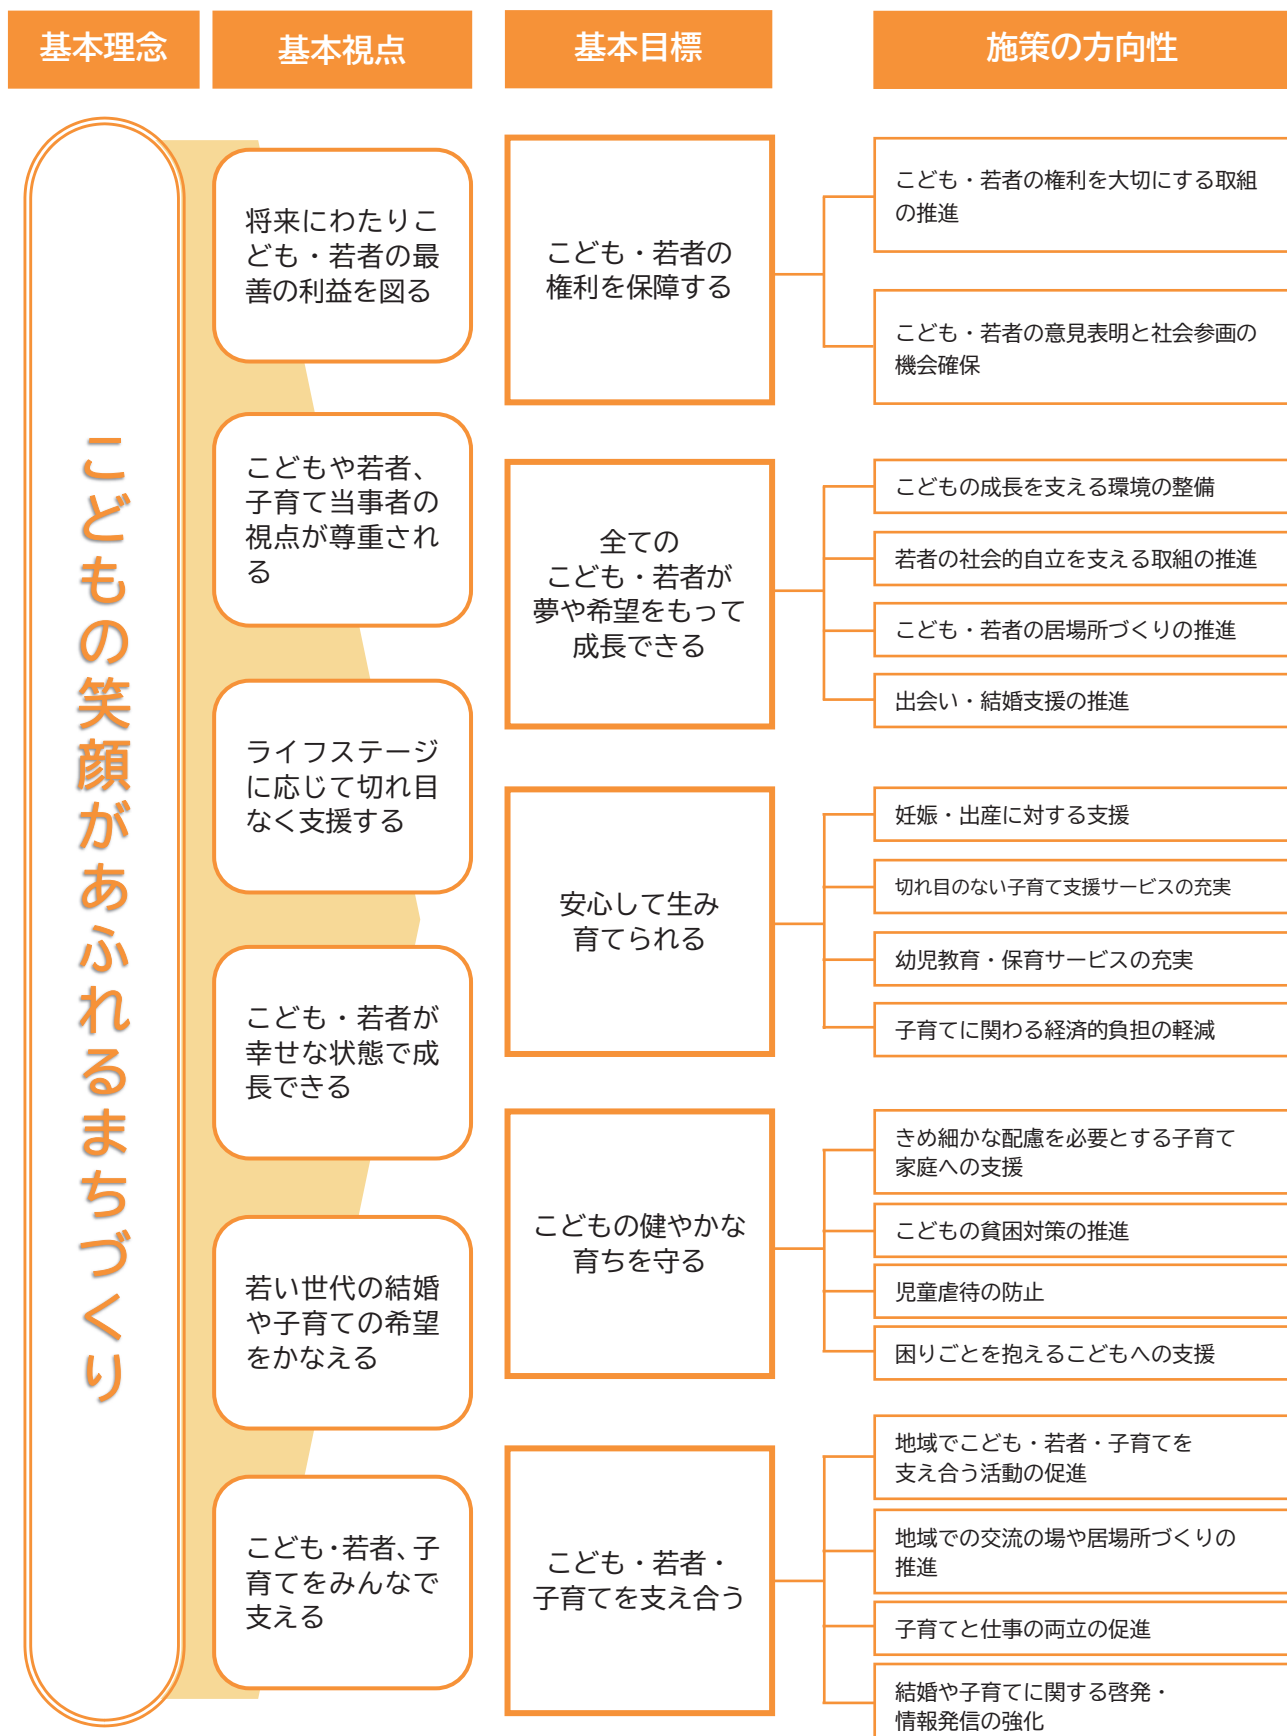 基本理念
基本視点
基本目標
施策の方向性
こどもの笑顔があふれるまちづくり
将来にわたりこ
ども・若者の最
善の利益を図る
こどもや若者、
子育て当事者の
視点が尊重され
る
ライフステージ
に応じて切れ目
なく支援する
こども・若者が
幸せな状態で成
長できる
若い世代の結婚
や子育ての希望
をかなえる
こども・若者、子
育てをみんなで
支える
こども・若者の
権利を保障する
こども・若者の権利を大切にする取組
の推進
こども・若者の意見表明と社会参画の
機会確保
全ての
こども・若者が
夢や希望をもって
成長できる
こどもの成長を支える環境の整備
若者の社会的自立を支える取組の推進
こども・若者の居場所づくりの推進
出会い・結婚支援の推進
安心して生み
育てられる
妊娠・出産に対する支援
切れ目のない子育て支援サービスの充実
幼児教育・保育サービスの充実
子育てに関わる経済的負担の軽減
こどもの健やかな
育ちを守る
きめ細かな配慮を必要とする子育て
家庭への支援
こどもの貧困対策の推進
児童虐待の防止
困りごとを抱えるこどもへの支援
こども・若者・
子育てを支え合う
地域でこども・若者・子育てを
支え合う活動の促進
地域での交流の場や居場所づくりの
推進
子育てと仕事の両立の促進
結婚や子育てに関する啓発・
情報発信の強化